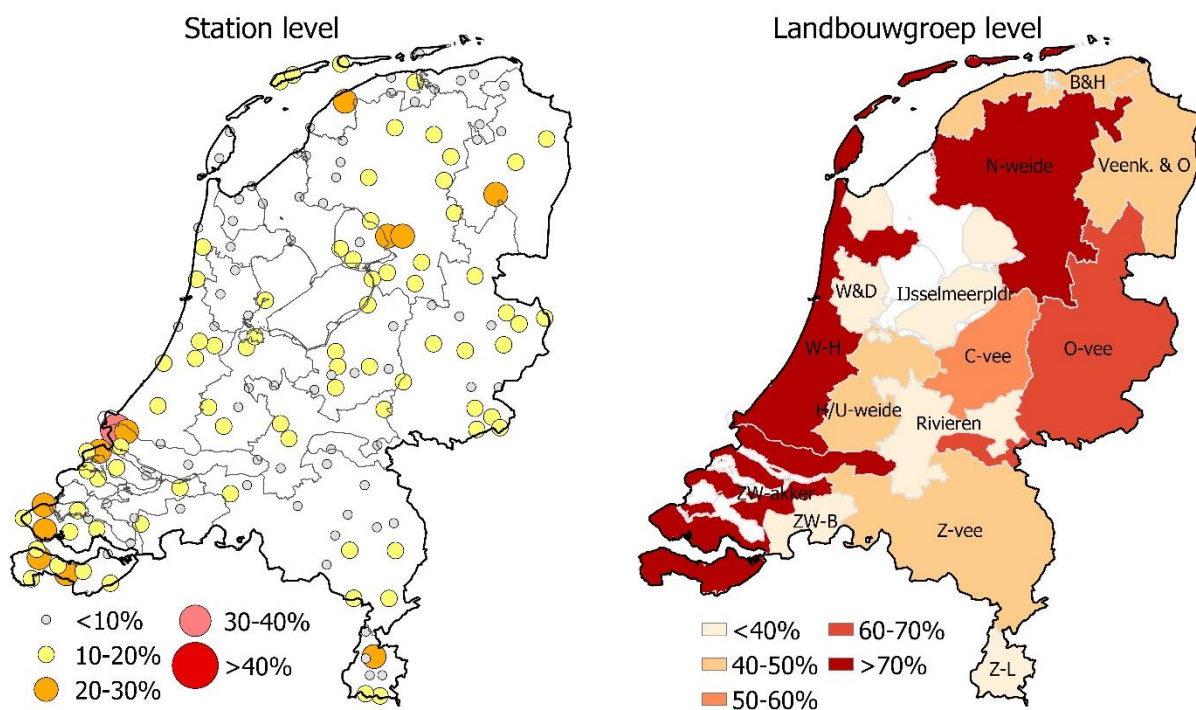 Station level
<10%
10-20%
20-30%
30-40%
>40%
Landbouwgroep level
B&H
N-weide
Veenk. & O
W&D
IJsselmeerpldr
W-H
C-vee
O-vee
H/U-weide
Rivieren
ZW-akker
ZW-B
Z-vee
Z-L
<40%
40-50%
50-60%
60-70%
>70%